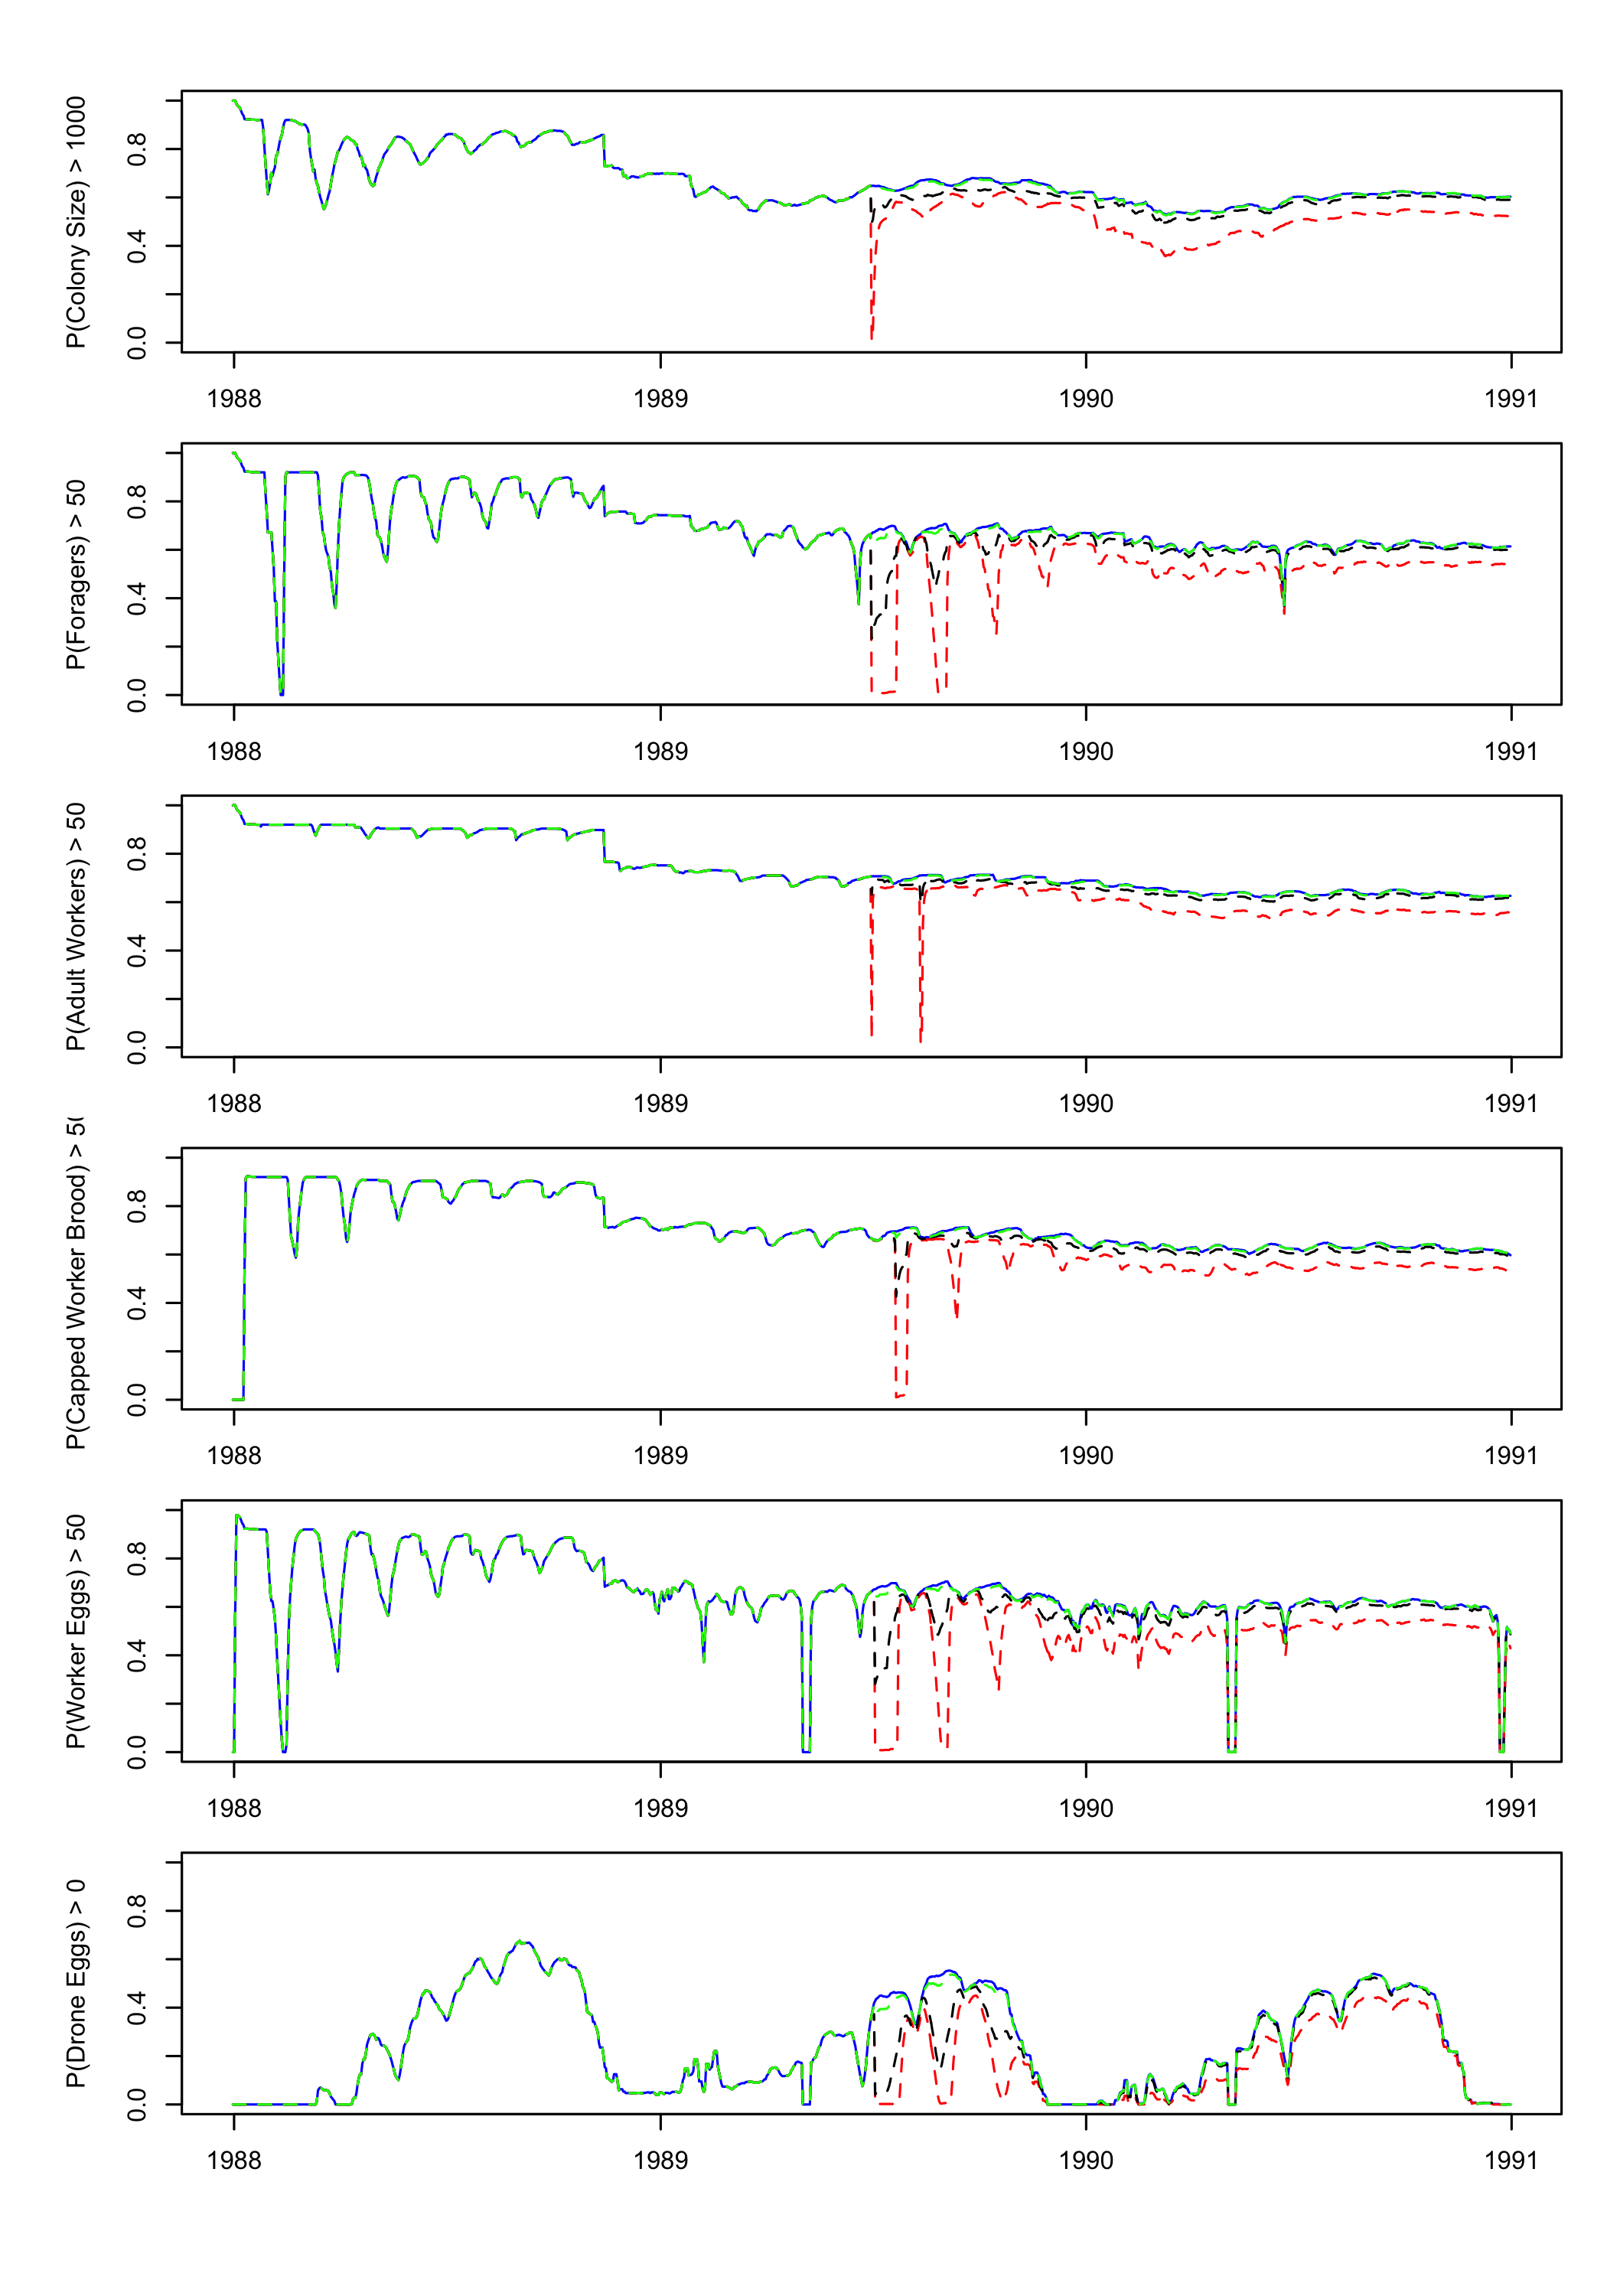 P(Colony Size) > 1000
0.0 0.4 0.8
1988 1989 1990 1991
P(Foragers) > 50
0.0 0.4 0.8
1988 1989 1990 1991
P(Adult Workers) > 50
0.0 0.4 0.8
1988 1989 1990 1991
P(Capped Worker Brood) > 5
0.0 0.4 0.8
1988 1989 1990 1991
P(Worker Eggs) > 50
0.0 0.4 0.8
1988 1989 1990 1991
P(Drone Eggs) > 0
0.0 0.4 0.8
1988 1989 1990 1991